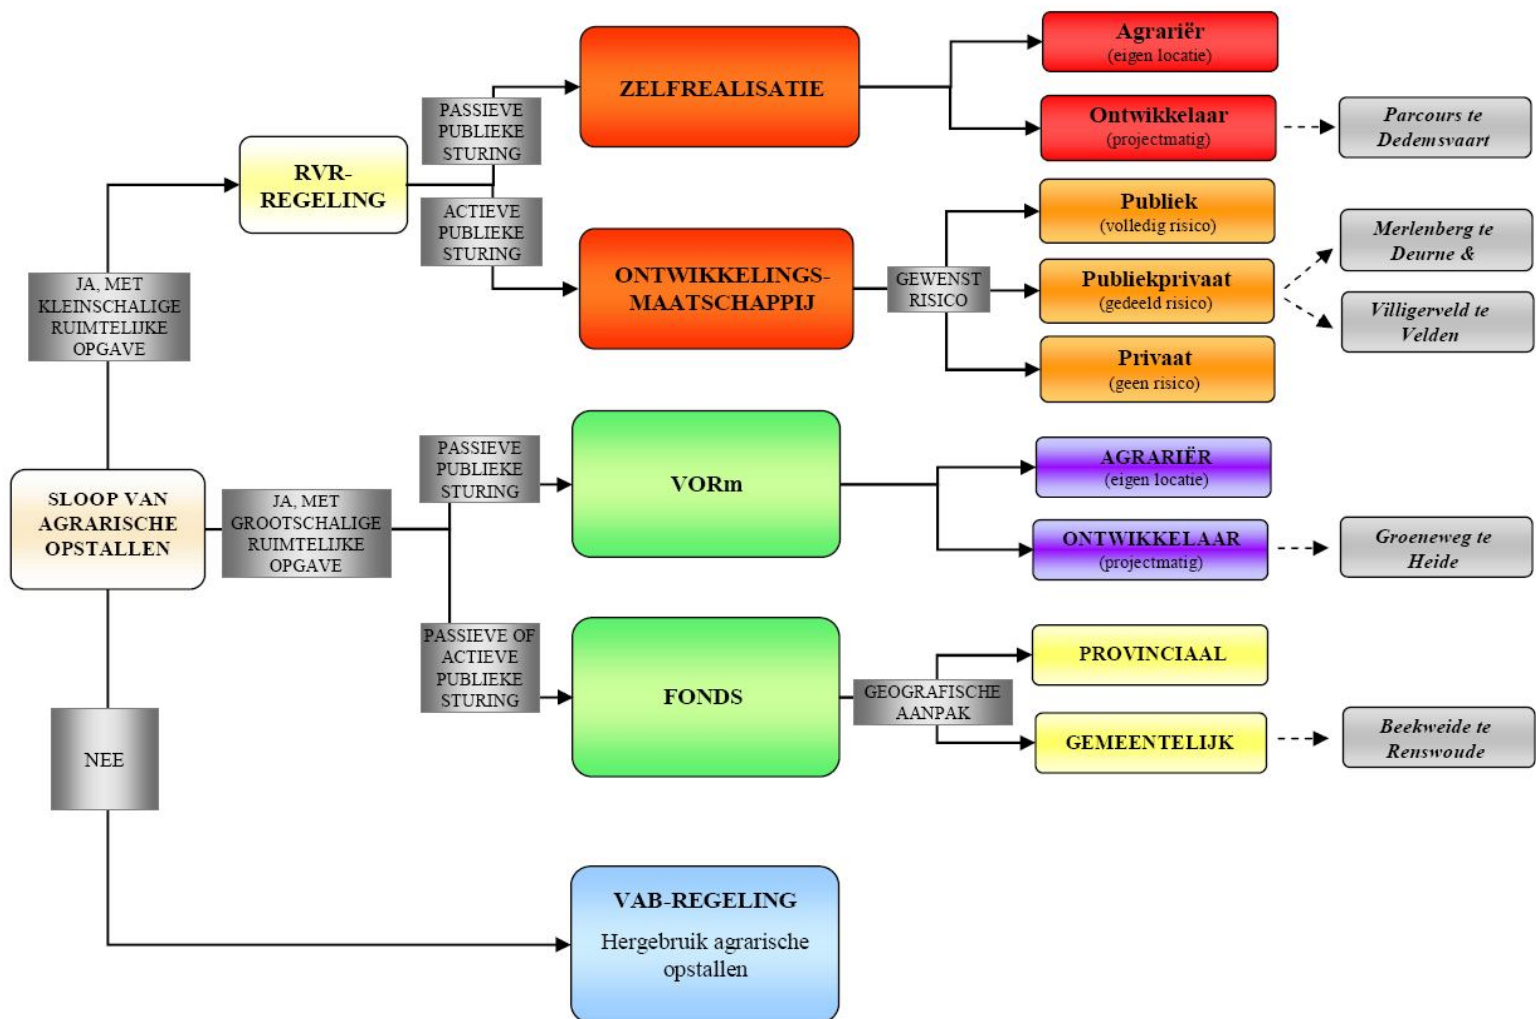 SLOOP VAN
AGRARISCHE
OPSTALLEN
JA, MET
KLEINSCHALIGE
RUIMTELIJKE
OPGAVE
RVR-
REGELING
PASSIEVE
PUBLIEKE
STURING
ZELFREALISATIE
Agrariër
(eigen locatie)
Ontwikkelaar
(projectmatig)
Parcours te
Dedemsvaart
ACTIEVE
PUBLIEKE
STURING
ONTWIKKELINGS-
MAATSCHAPPIJ
GEWENST
RISICO
Publiek
(volledig risico)
Publiekprivaat
(gedeeld risico)
Merlenberg te
Deurne &
Villigerveld te
Velden
Privaat
(geen risico)
JA, MET
GROOTSCHALIGE
RUIMTELIJKE
OPGAVE
PASSIEVE
PUBLIEKE
STURING
VORm
AGRARIËR
(eigen locatie)
ONTWIKKELAAR
(projectmatig)
Groeneweg te
Heide
PASSIEVE OF
ACTIEVE
PUBLIEKE
STURING
FONDS
GEOGRAFISCHE
AANPAK
PROVINCIAAL
GEMEENTELIJK
Beekweide te
Renswoude
NEE
VAB-REGELING
Hergebruik agrarische
opstallen